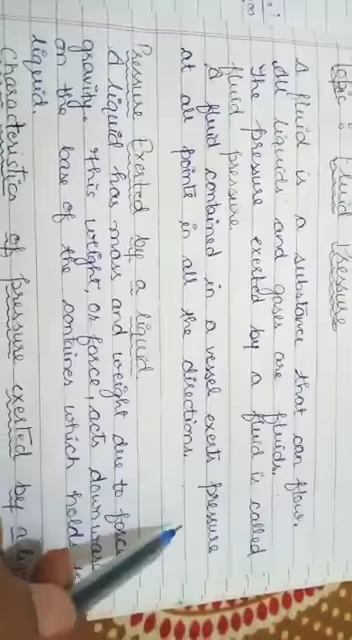 Topic : Fluid Pressure
A fluid is a substance that can flow.
All liquids and gases are fluids.
The pressure exerted by a fluid is called
fluid pressure.
A fluid contained in a vessel exerts pressure
at all points in all the directions.
Pressure Exerted by a liquid
A liquid has mass and weight due to force
gravity. This weight, or force, acts downwa
on the base of the container which holds
liquid.
Characteristics of pressure exerted by a